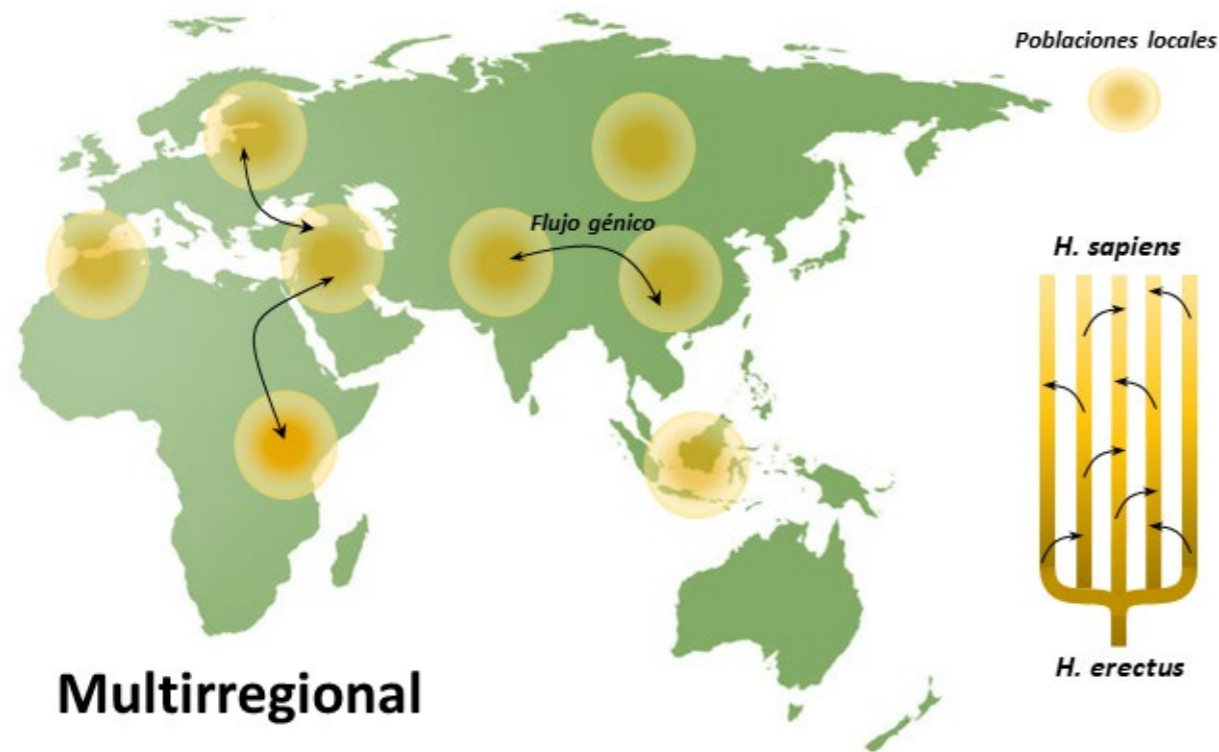 Poblaciones locales
Flujo génico
H. sapiens
H. erectus
Multirregional